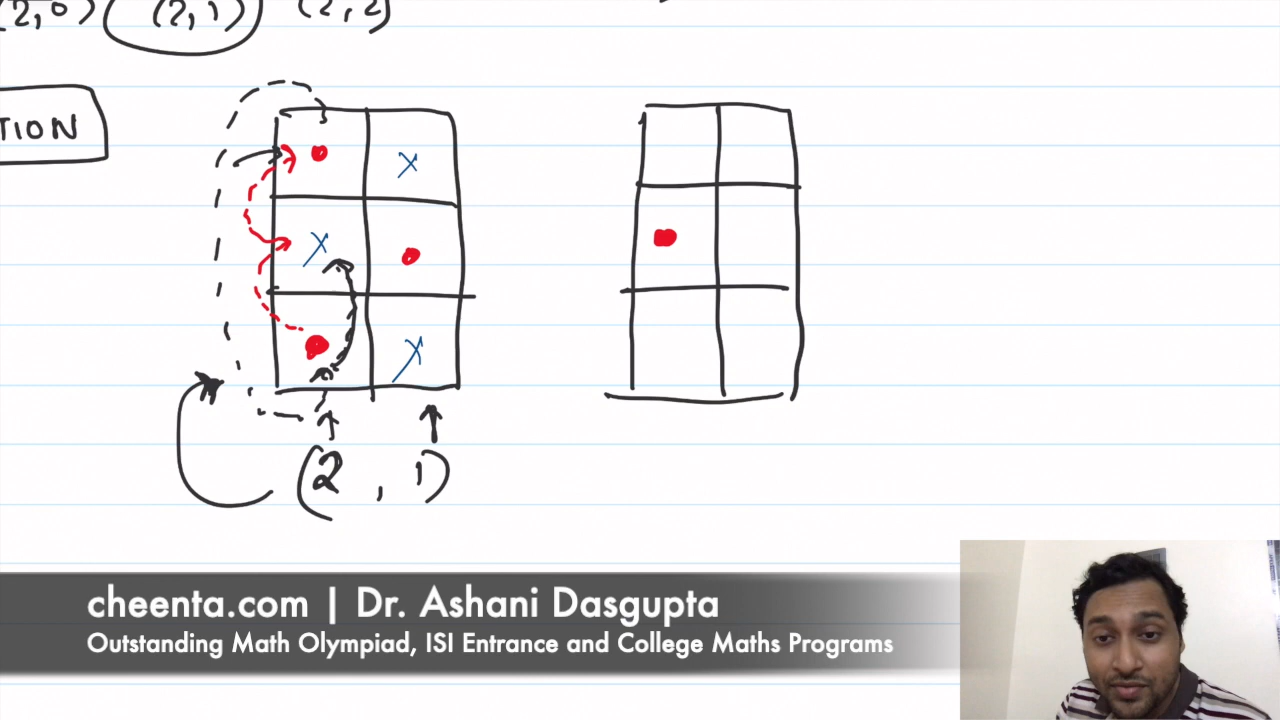 (2,0) (2,1) (2,2)
TION
X
X
X
(2, 1)
cheenta.com | Dr. Ashani Dasgupta
Outstanding Math Olympiad, ISI Entrance and College Maths Programs